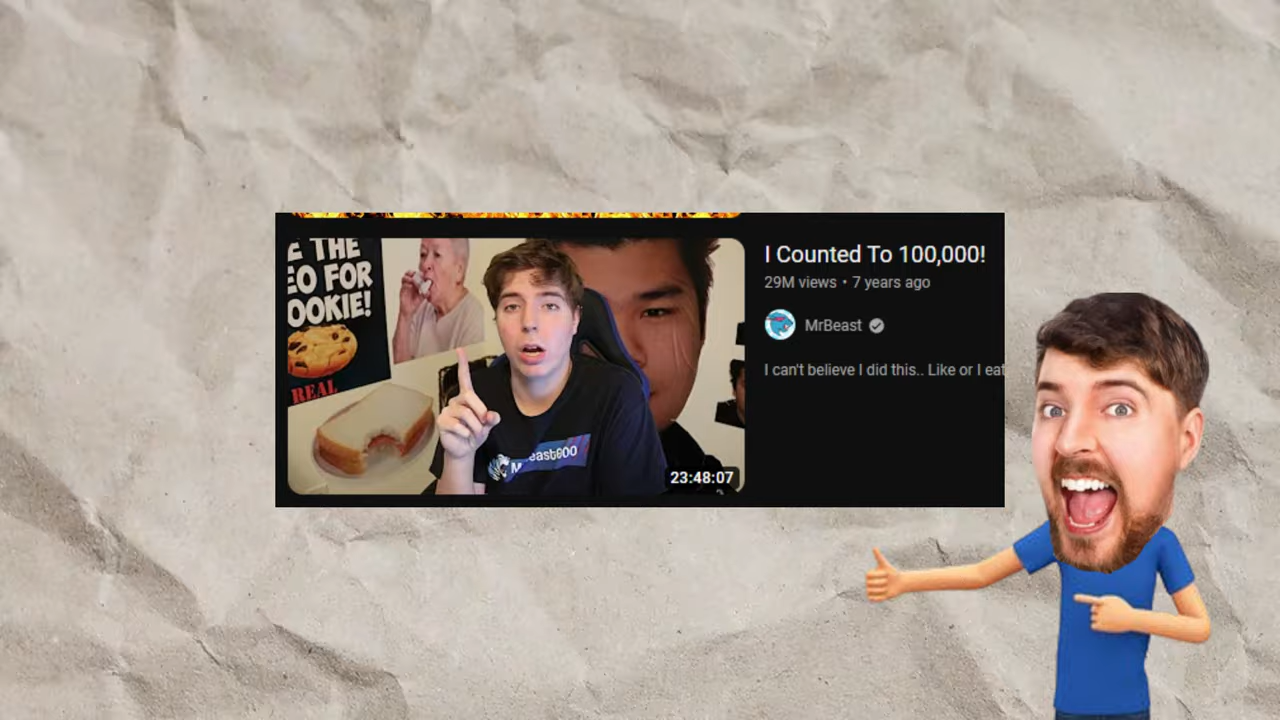 E THE
EO FOR
OOKIE!
REAL
23:48:07
I Counted To 100,000!
29M views • 7 years ago
MrBeast
I can't believe I did this.. Like or I eat